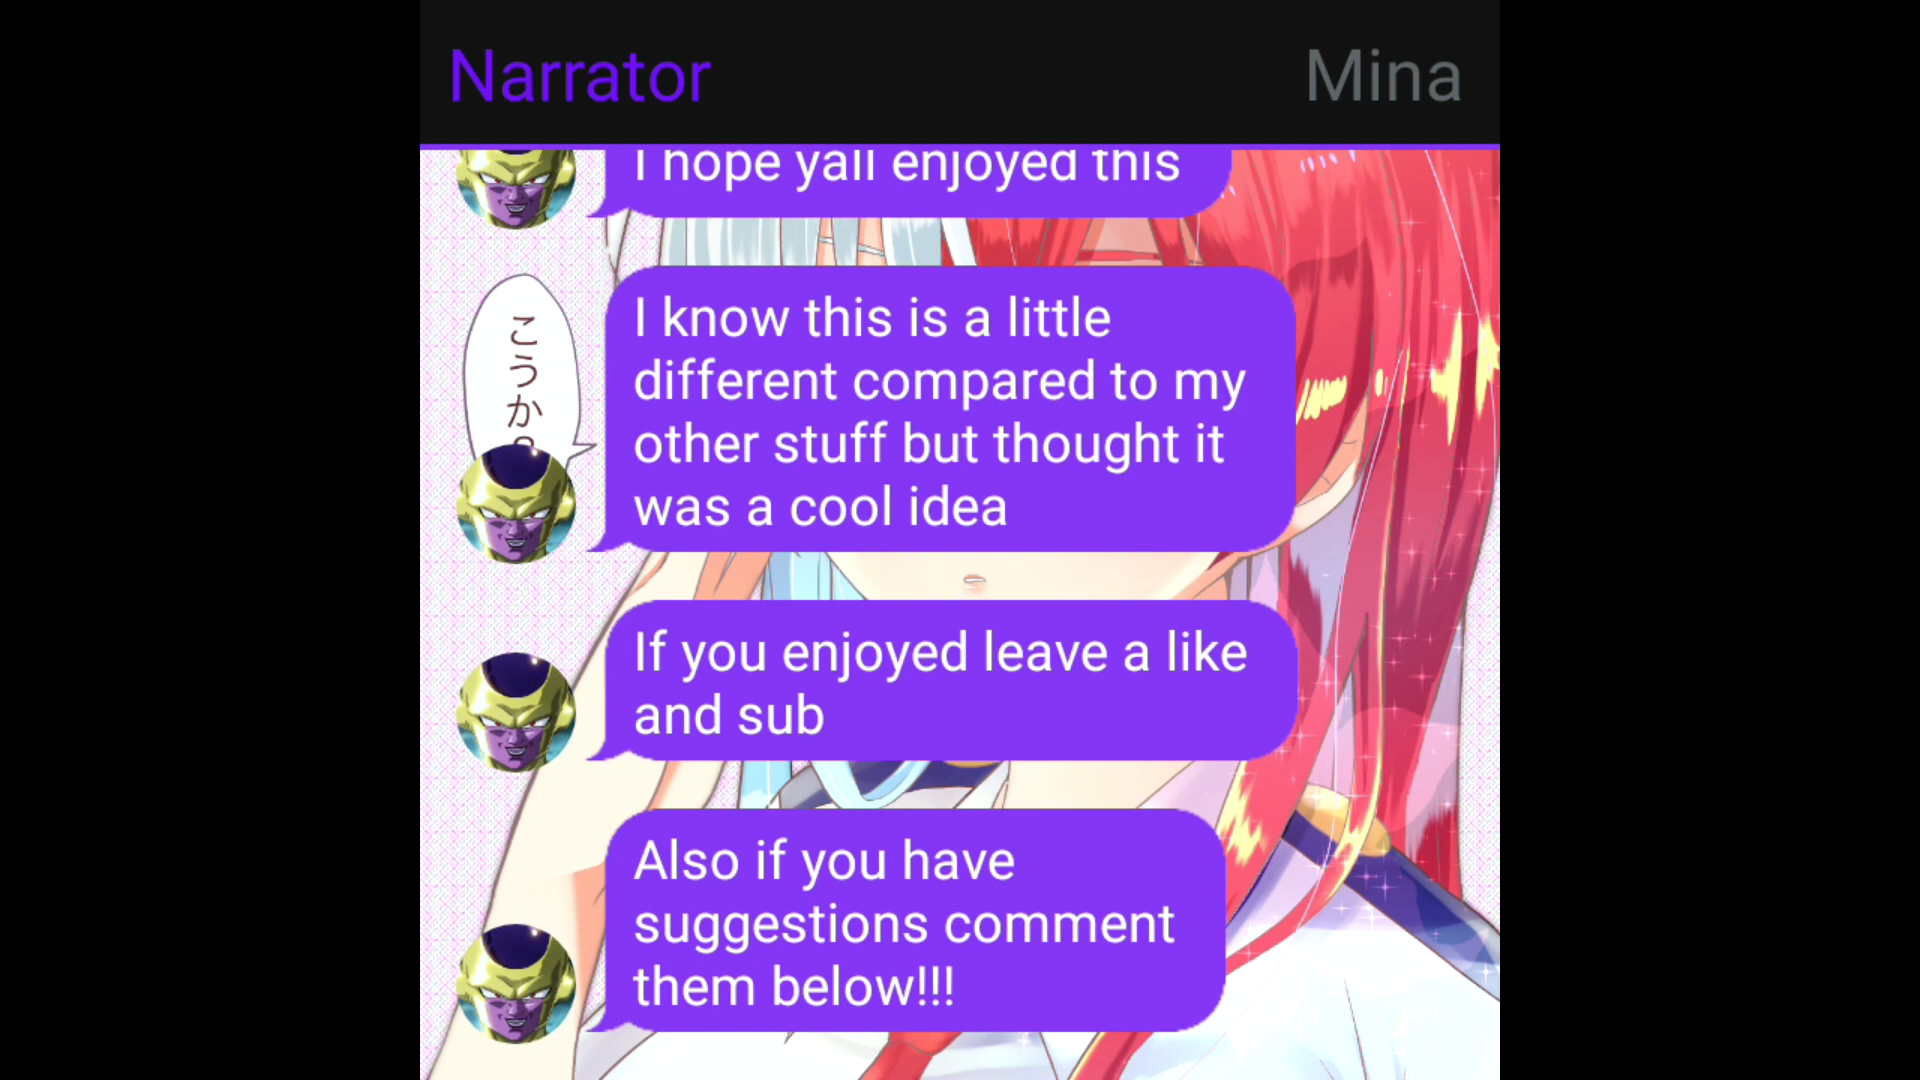 Narrator
Mina
I hope yall enjoyed this
こうか?
I know this is a little
different compared to my
other stuff but thought it
was a cool idea
If you enjoyed leave a like
and sub
Also if you have
suggestions comment
them below!!!